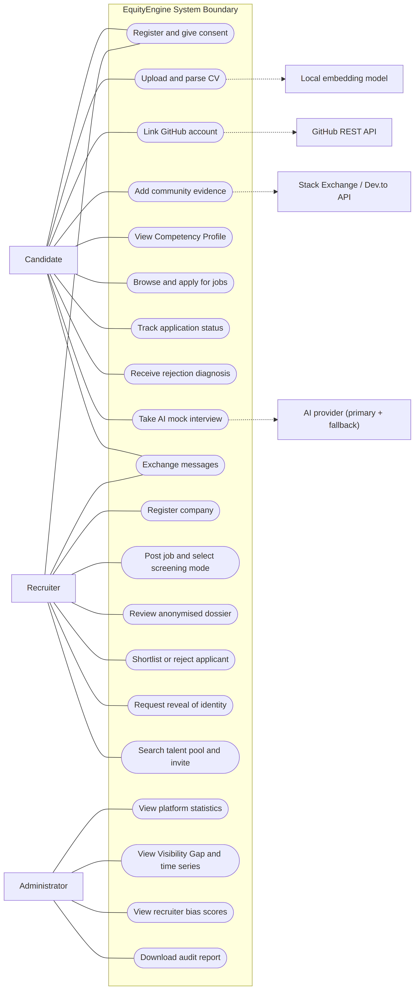 EquityEngine System Boundary
Register and give consent
Upload and parse CV
Local embedding model
Link GitHub account
GitHub REST API
Add community evidence
Stack Exchange / Dev.to
API
View Competency Profile
Candidate
Browse and apply for jobs
Track application status
Receive rejection diagnosis
Take AI mock interview
AI provider (primary +
fallback)
Exchange messages
Register company
Post job and select
screening mode
Recruiter
Review anonymised dossier
Shortlist or reject applicant
Request reveal of identity
Search talent pool and
invite
View platform statistics
View Visibility Gap and
time series
Administrator
View recruiter bias scores
Download audit report